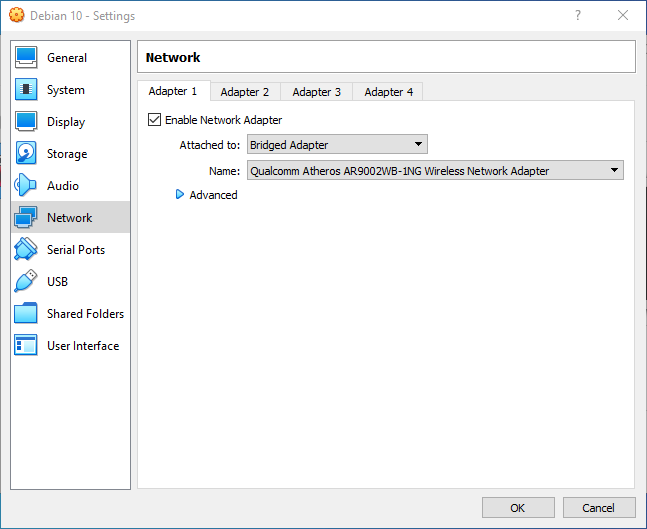 Debian 10 - Settings
?
General
System
Display
Storage
Audio
Network
Serial Ports
USB
Shared Folders
User Interface
Network
Adapter 1 Adapter 2 Adapter 3 Adapter 4
Enable Network Adapter
Attached to: Bridged Adapter
Name: Qualcomm Atheros AR9002WB-1NG Wireless Network Adapter
Advanced
OK Cancel